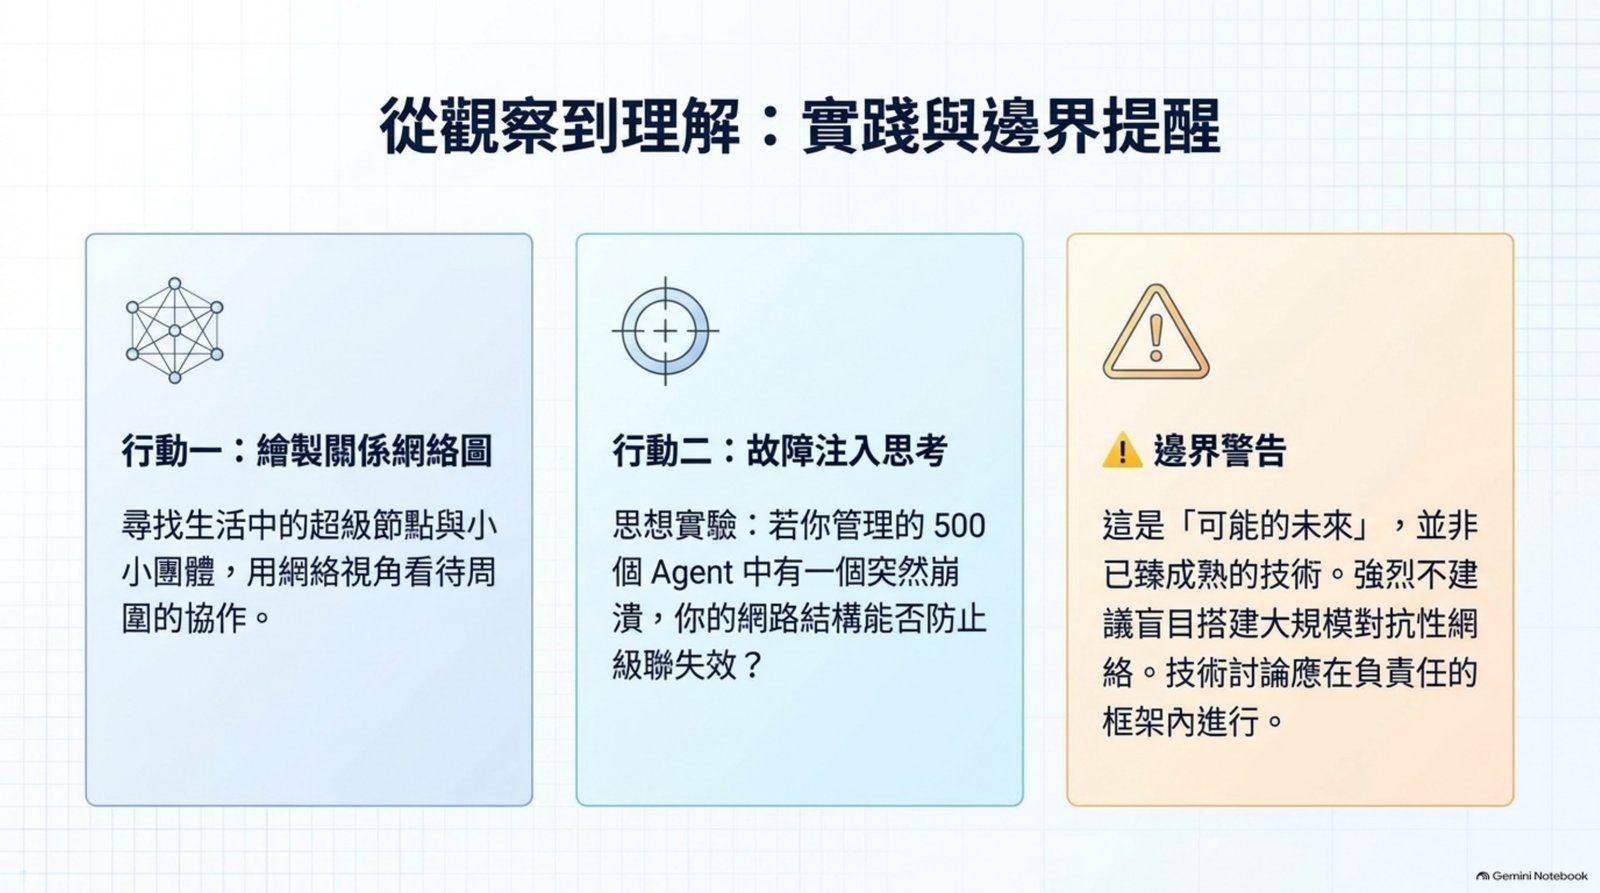 從觀察到理解：實踐與邊界提醒
行動一：繪製關係網絡圖
尋找生活中的超級節點與小
小團體，用網絡視角看待周
圍的協作。
行動二：故障注入思考
思想實驗：若你管理的 500
個 Agent 中有一個突然崩
潰，你的網路結構能否防止
級聯失效？
⚠️ 邊界警告
這是「可能的未來」，並非
已臻成熟的技術。強烈不建
議盲目搭建大規模對抗性網
絡。技術討論應在負責任的
框架內進行。
Gemini Notebook